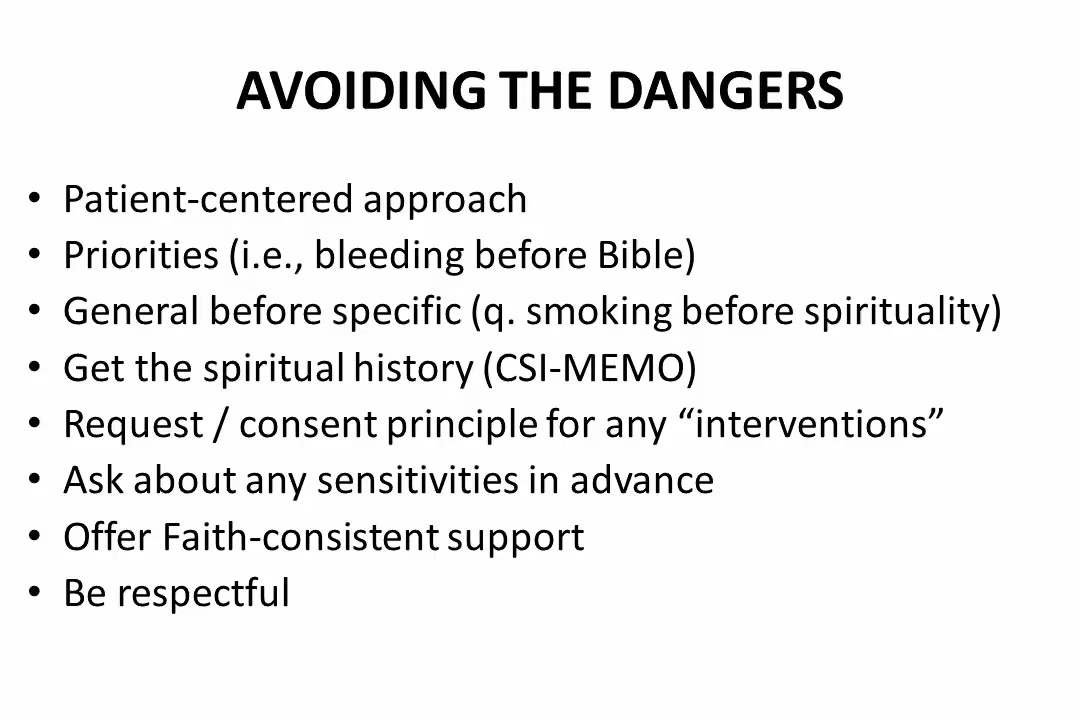 AVOIDING THE DANGERS
• Patient-centered approach
• Priorities (i.e., bleeding before Bible)
• General before specific (q. smoking before spirituality)
• Get the spiritual history (CSI-MEMO)
• Request / consent principle for any “interventions”
• Ask about any sensitivities in advance
• Offer Faith-consistent support
• Be respectful